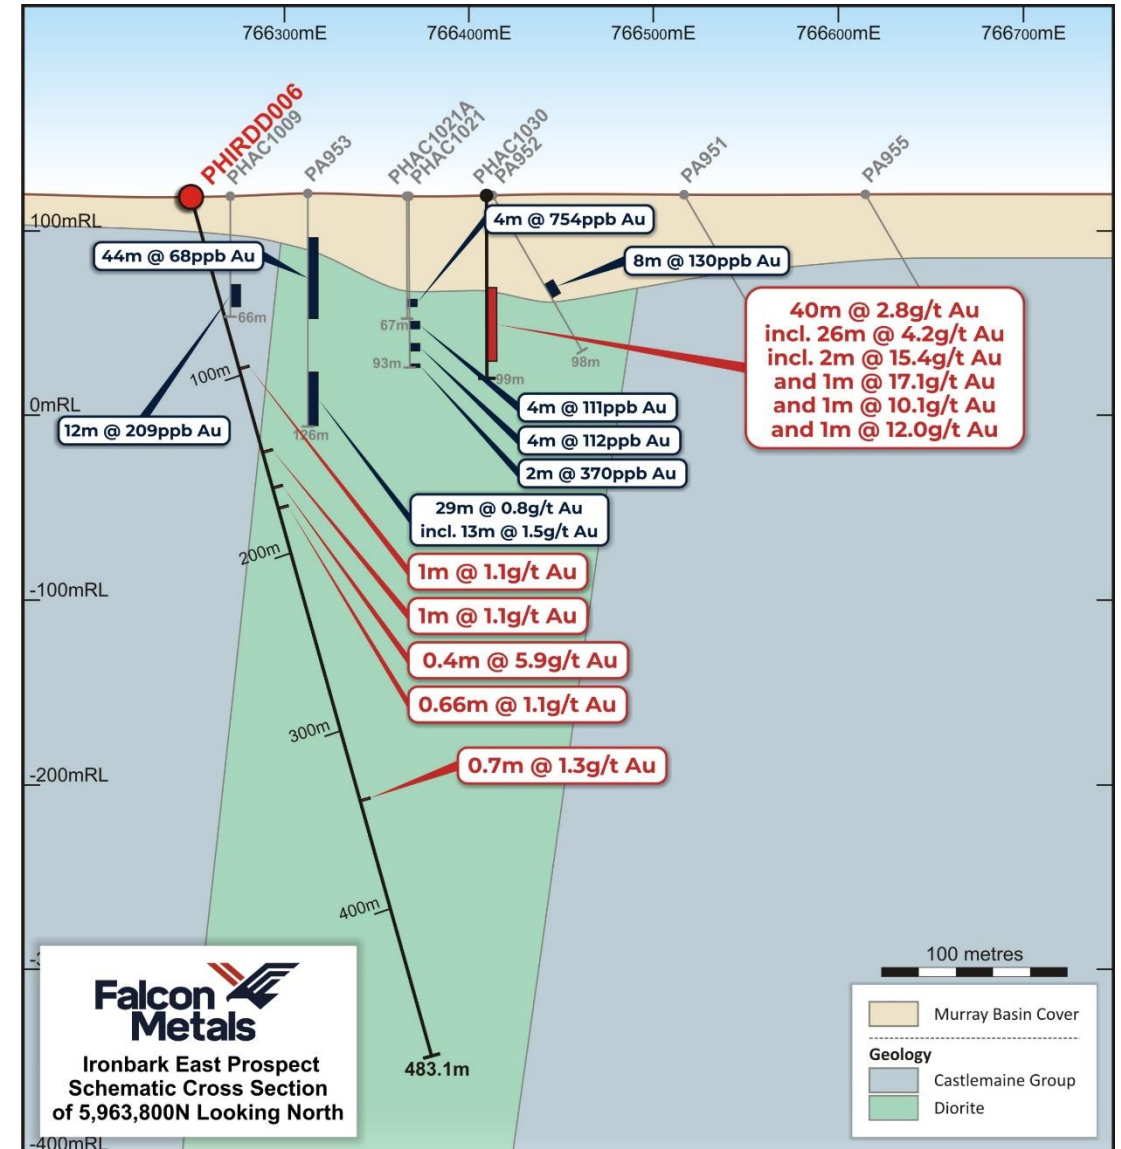 766300mE
766400mE
766500mE
766600mE
766700mE
PHIRDD006
PHAC1009
PA953
PHAC1021A
PHAC1021
PHAC1030
PA952
PA951
PA955
100mRL
0mRL
-100mRL
-200mRL
-400mRL
4m @ 754ppb Au
44m @ 68ppb Au
8m @ 130ppb Au
66m
67m
93m
99m
98m
126m
100m
200m
300m
400m
483.1m
40m @ 2.8g/t Au
incl. 26m @ 4.2g/t Au
incl. 2m @ 15.4g/t Au
and 1m @ 17.1g/t Au
and 1m @ 10.1g/t Au
and 1m @ 12.0g/t Au
12m @ 209ppb Au
4m @ 111ppb Au
4m @ 112ppb Au
2m @ 370ppb Au
29m @ 0.8g/t Au
incl. 13m @ 1.5g/t Au
1m @ 1.1g/t Au
1m @ 1.1g/t Au
0.4m @ 5.9g/t Au
0.66m @ 1.1g/t Au
0.7m @ 1.3g/t Au
Falcon
Metals
Ironbark East Prospect
Schematic Cross Section
of 5,963,800N Looking North
100 metres
Murray Basin Cover
Geology
Castlemaine Group
Diorite